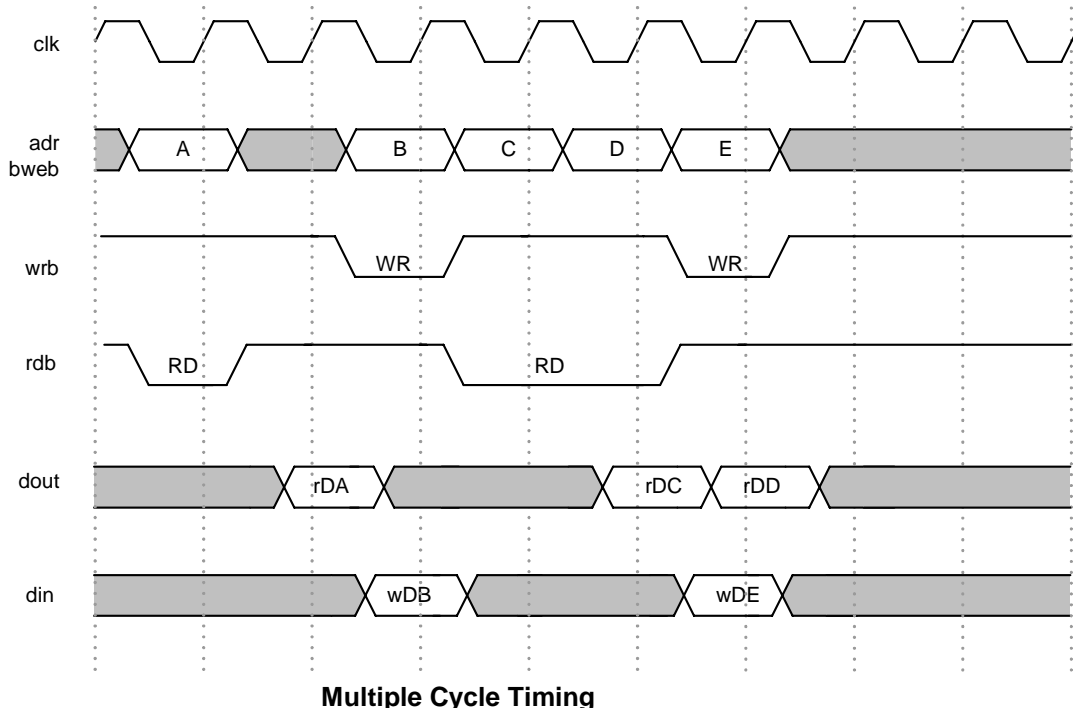 clk
adr
bweb
A
B
C
D
E
wrb
WR
WR
rdb
RD
RD
dout
rDA
rDC
rDD
din
wDB
wDE
Multiple Cycle Timing